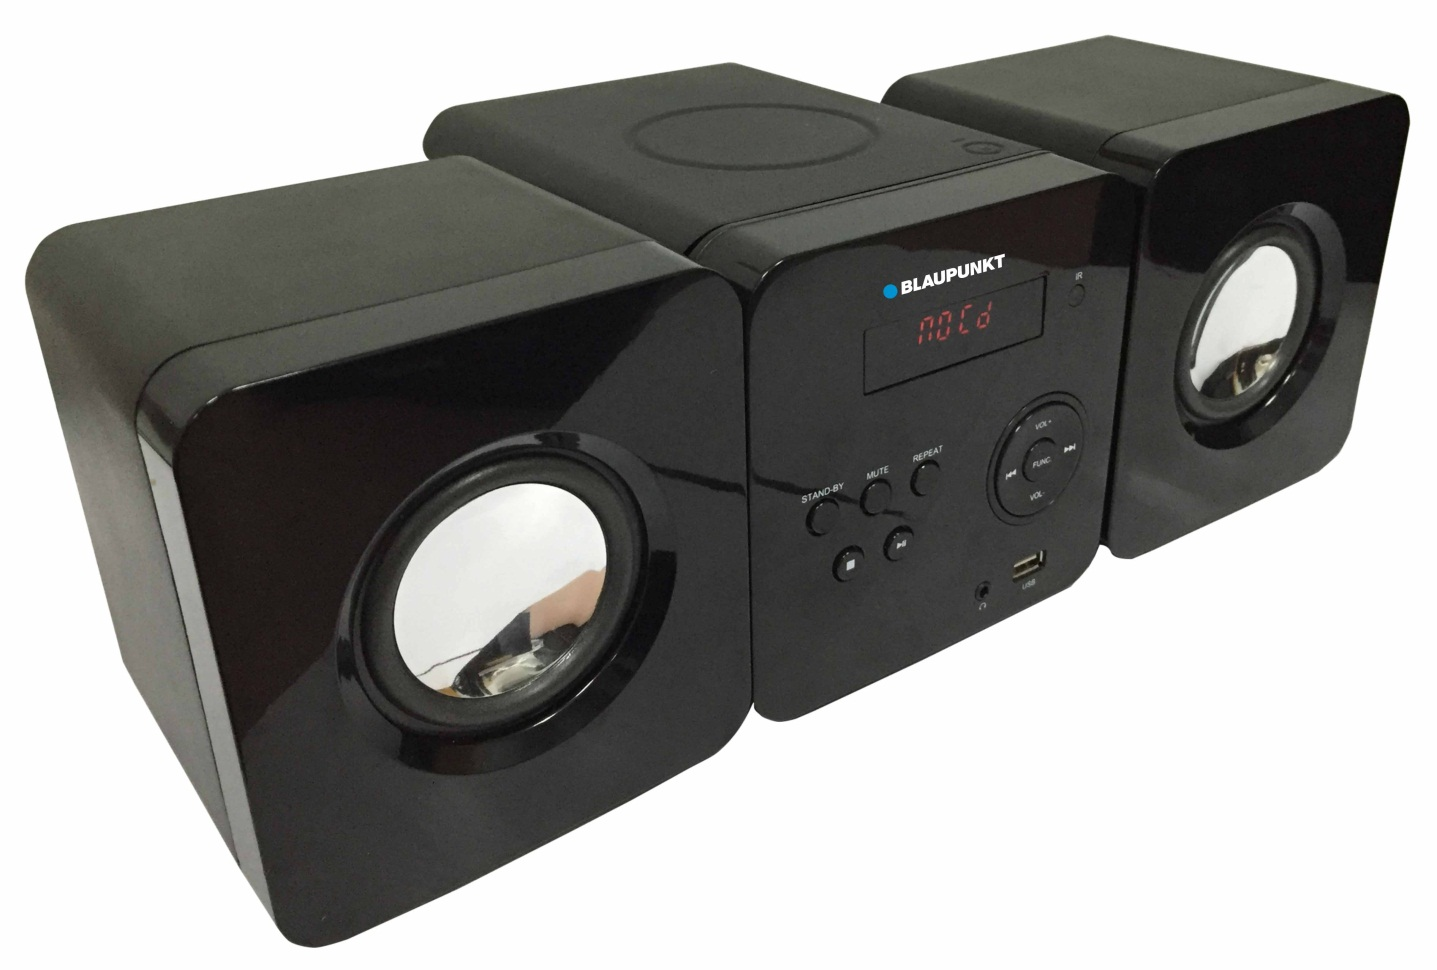 BLAUPUNKT
IR
NOCd
VOL+
FUNC.
VOL-
REPEAT
MUTE
STAND-BY
USB